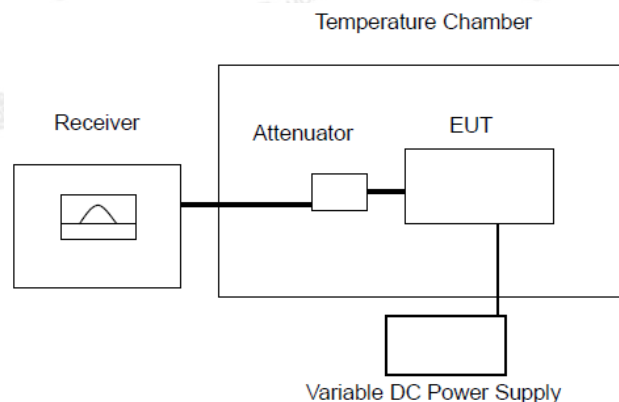 Temperature Chamber
Receiver
Attenuator
EUT
Variable DC Power Supply